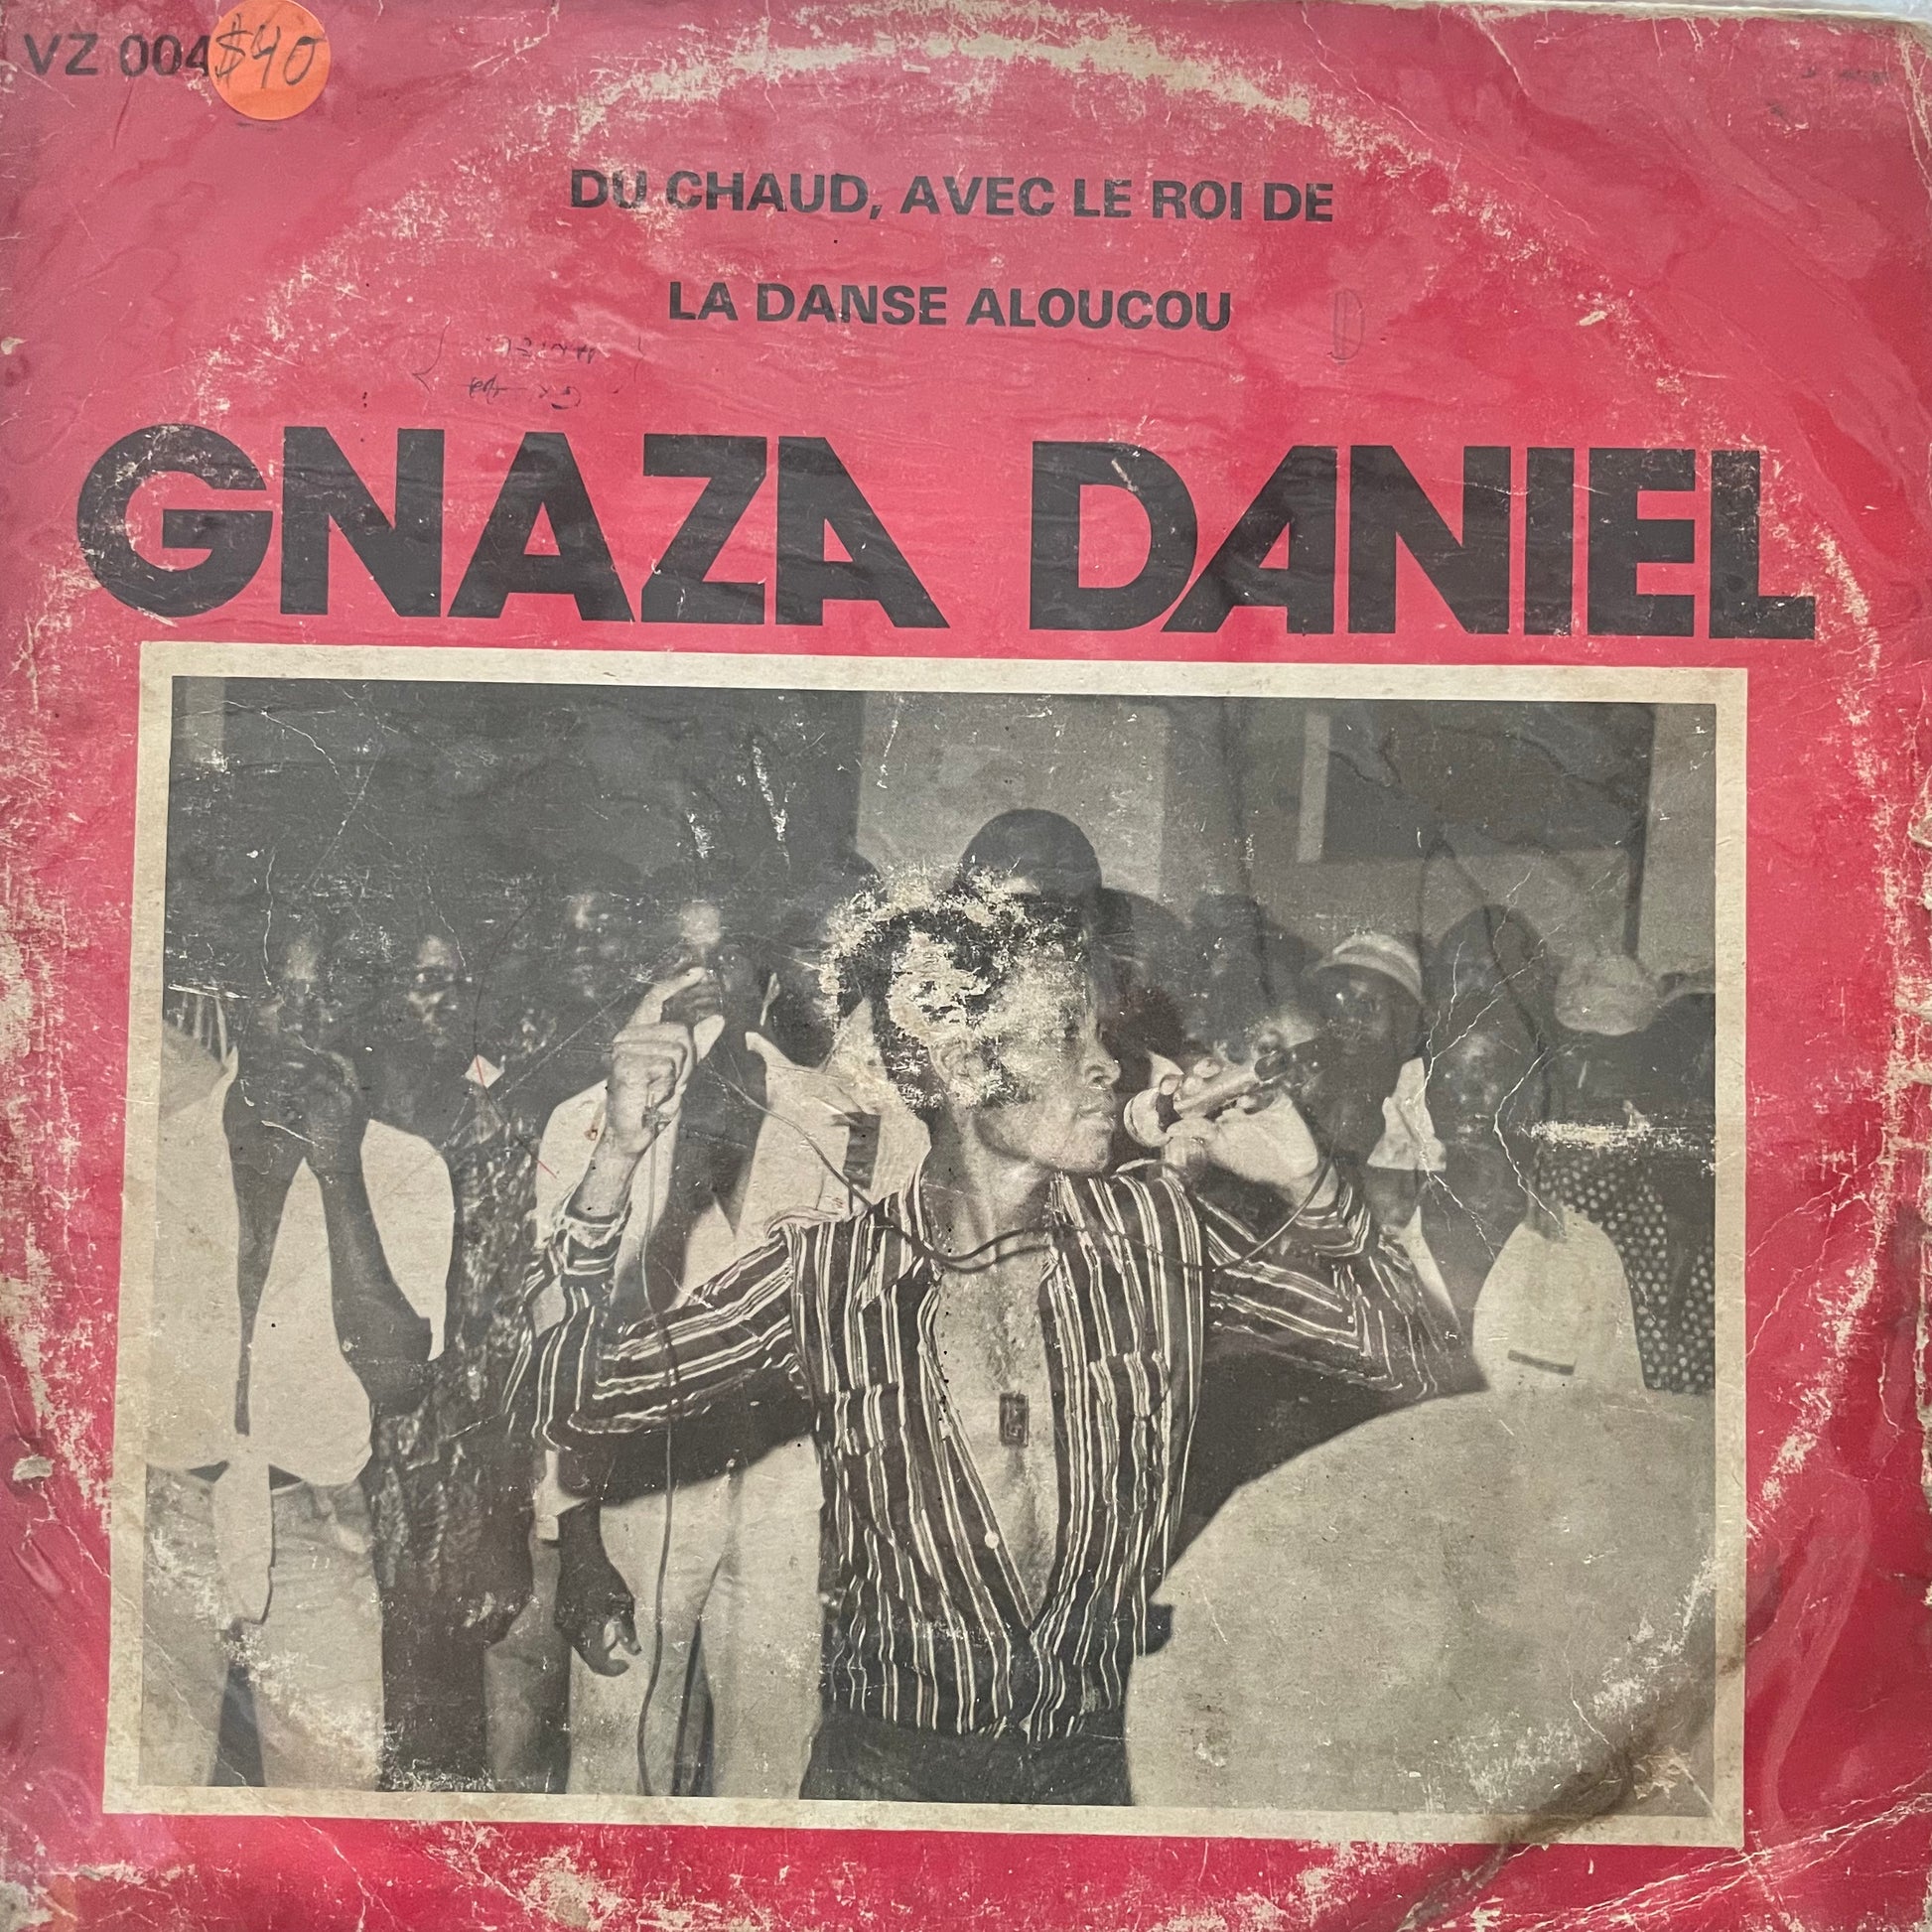 VZ 004
$40
DU CHAUD, AVEC LE ROI DE
LA DANSE ALOUCOU
GNAZA DANIEL